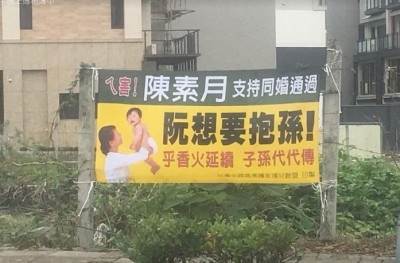 ㄟ害! 陳素月 支持同婚通過
阮想要抱孫!
乎香火延續 子孫代代傳